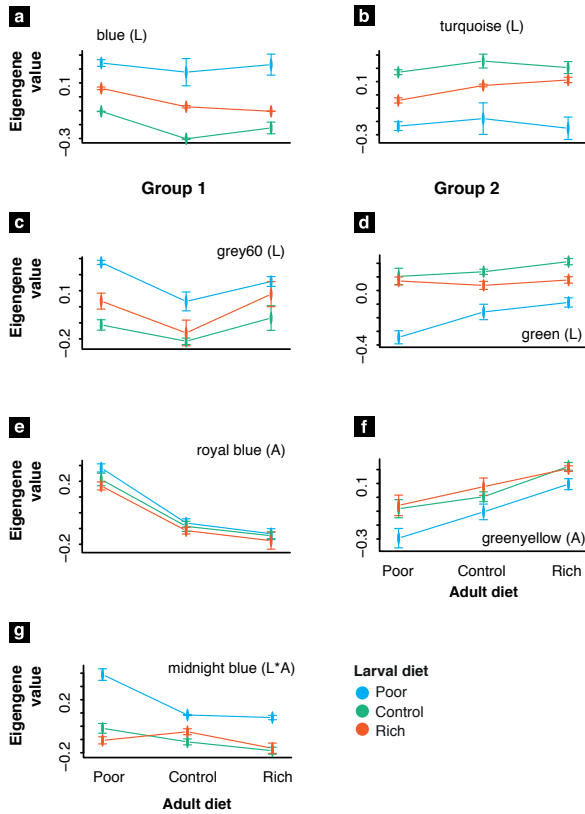 a
blue (L)
Eigengene
value
0.1
−0.3
b
turquoise (L)
0.1
−0.3
Group 1
Group 2
c
grey60 (L)
Eigengene
value
0.1
−0.2
d
green (L)
0.0
−0.4
e
royal blue (A)
Eigengene
value
0.2
−0.2
f
greenyellow (A)
−0.3
Poor
Control
Rich
Adult diet
g
midnight blue (L*A)
Eigengene
value
0.2
−0.2
Poor
Control
Rich
Adult diet
Larval diet
Poor
Control
Rich